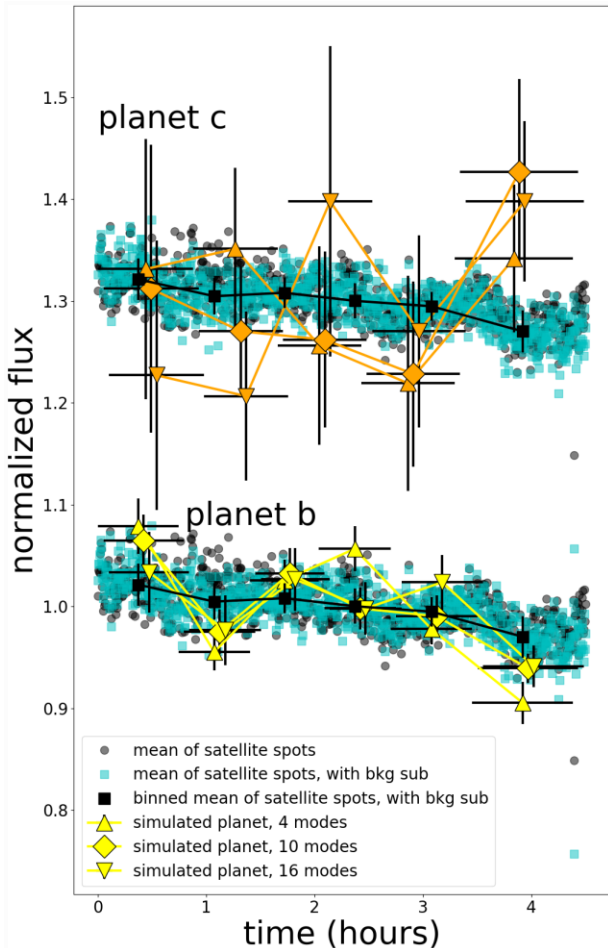 planet c
planet b
normalized flux
1.5
1.4
1.3
1.2
1.1
1.0
0.9
0.8
mean of satellite spots
mean of satellite spots, with bkg sub
binned mean of satellite spots, with bkg sub
simulated planet, 4 modes
simulated planet, 10 modes
simulated planet, 16 modes
0 1 2 3 4
time (hours)